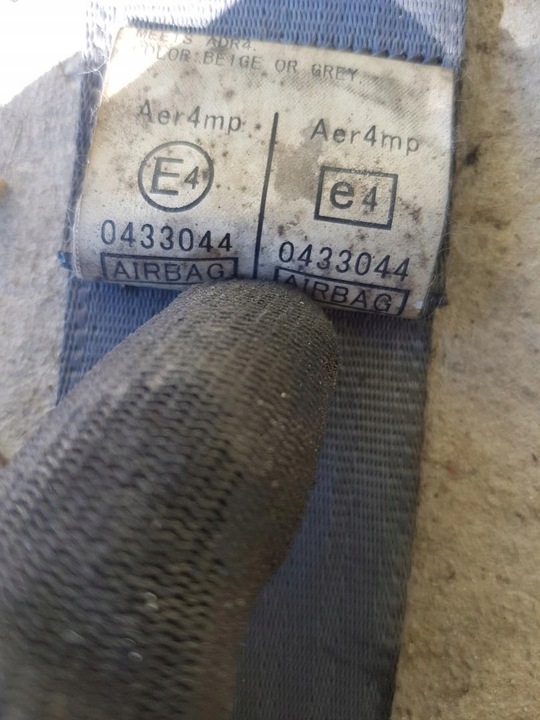 MEETS ADR4.
COLOR:BEIGE OR GREY.
Aer4mp
E4
0433044
AIRBAG
Aer4mp
e4
0433044
AIRBAG